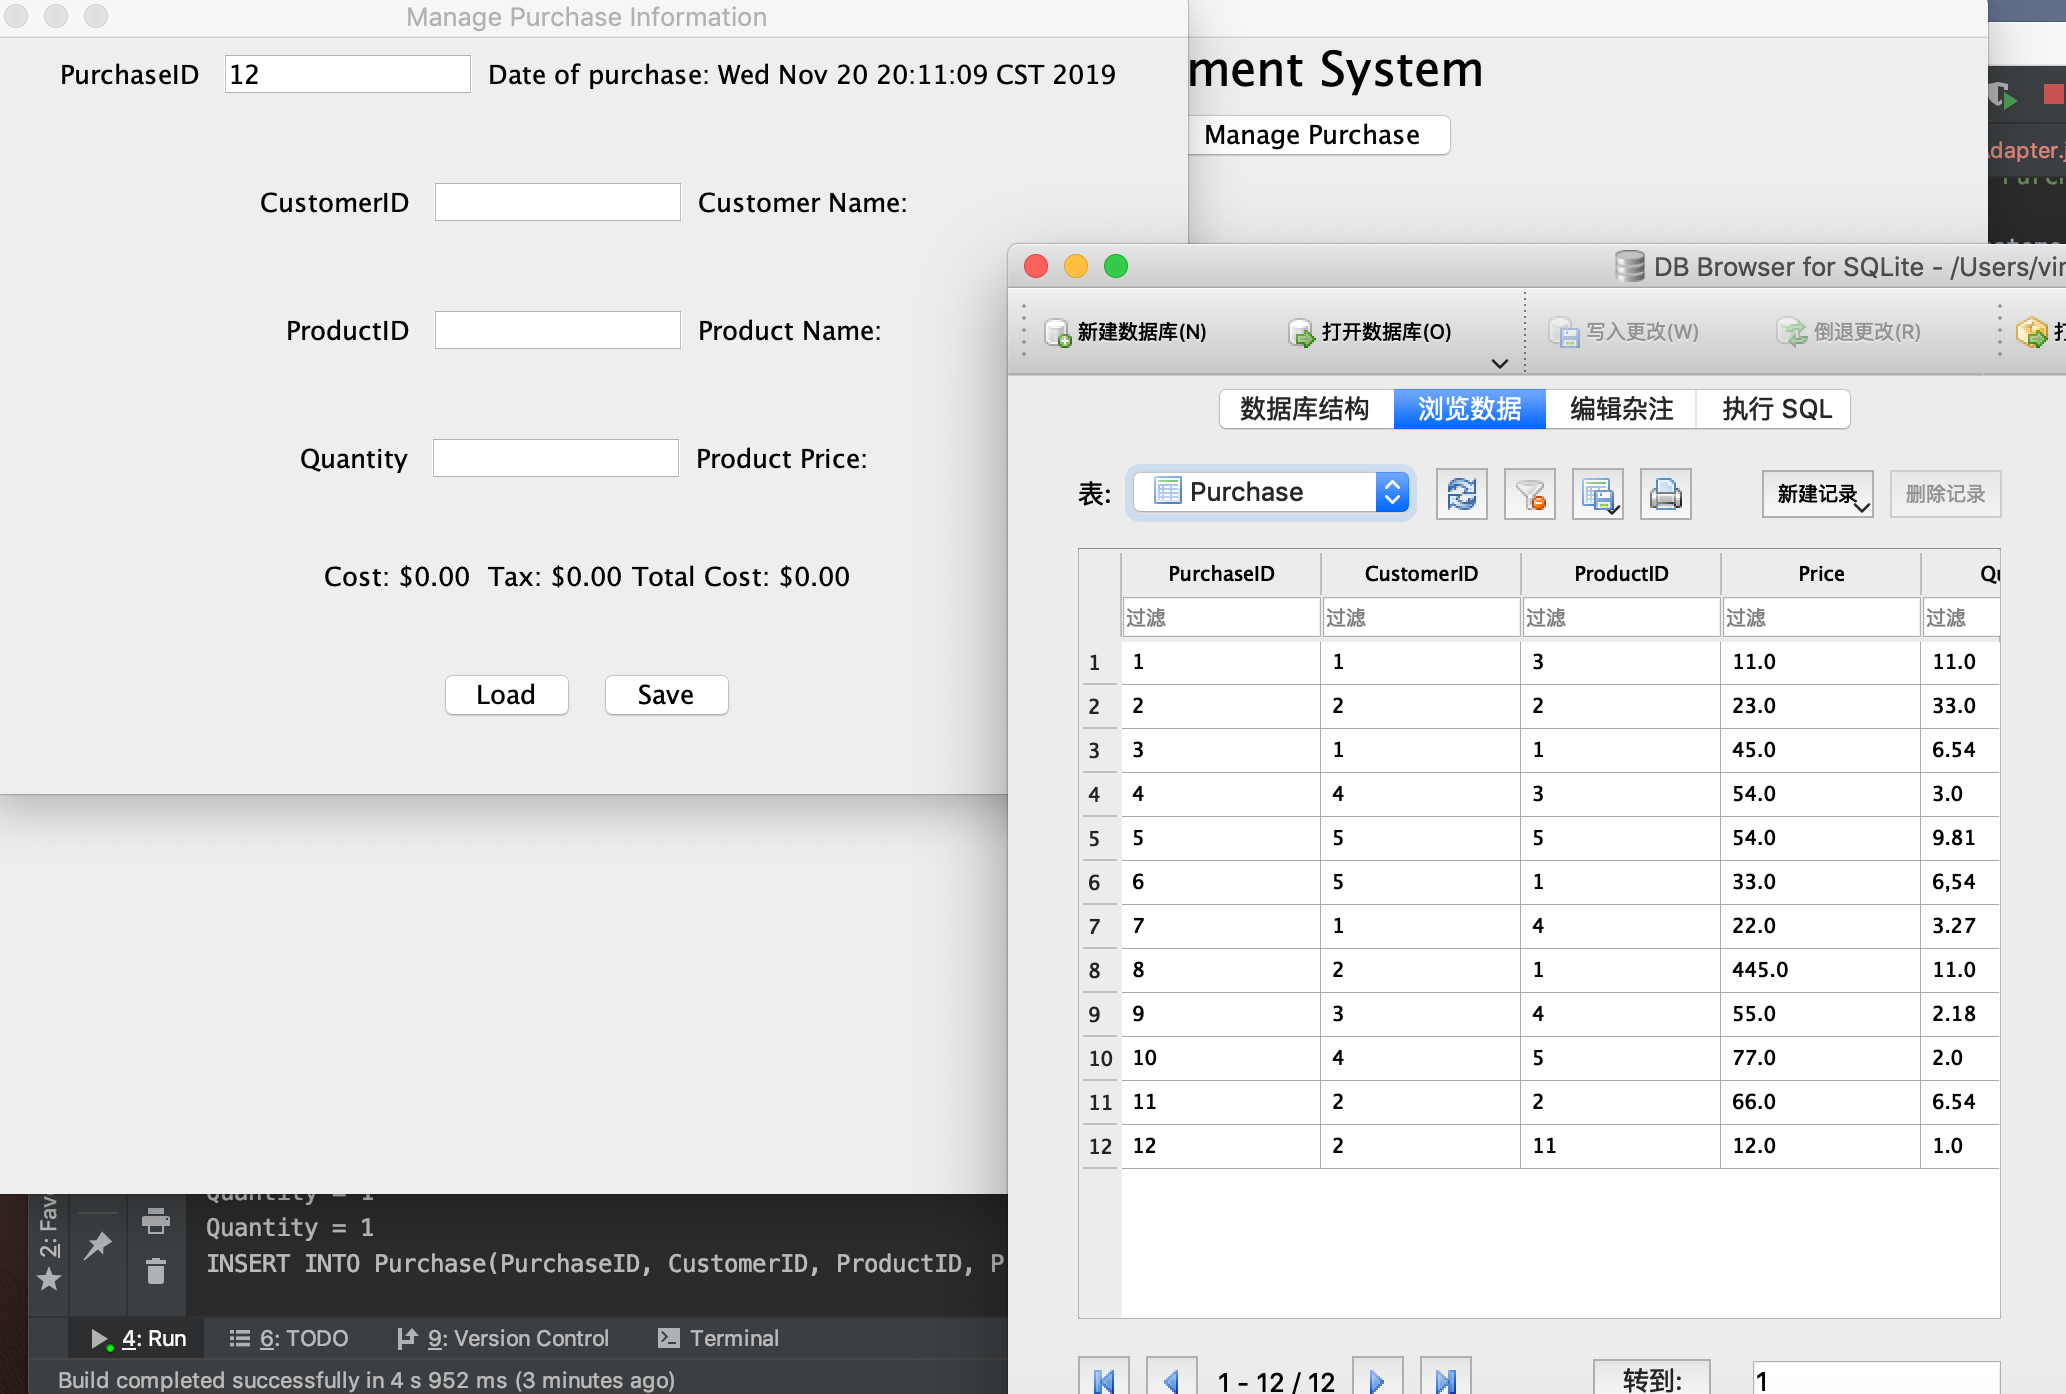 Manage Purchase Information
PurchaseID 12 Date of purchase: Wed Nov 20 20:11:09 CST 2019
CustomerID Customer Name:
ProductID Product Name:
Quantity Product Price:
Cost: $0.00 Tax: $0.00 Total Cost: $0.00
Load Save
ment System
Manage Purchase
dapter.j
DB Browser for SQLite - /Users/vir
新建数据库(N) 打开数据库(O) 写入更改(W) 倒退更改(R) 打
数据库结构 浏览数据 编辑杂注 执行 SQL
表: Purchase 新建记录 删除记录
PurchaseID CustomerID ProductID Price Qu
过滤 过滤 过滤 过滤 过滤
1 1 1 3 11.0 11.0
2 2 2 2 23.0 33.0
3 3 1 1 45.0 6.54
4 4 4 3 54.0 3.0
5 5 5 5 54.0 9.81
6 6 5 1 33.0 6,54
7 7 1 4 22.0 3.27
8 8 2 1 445.0 11.0
9 9 3 4 55.0 2.18
10 10 4 5 77.0 2.0
11 11 2 2 66.0 6.54
12 12 2 11 12.0 1.0
1 - 12 / 12 转到: 1
2: Fav
Quantity = 1
Quantity = 1
INSERT INTO Purchase(PurchaseID, CustomerID, ProductID, P
4: Run 6: TODO 9: Version Control Terminal
Build completed successfully in 4 s 952 ms (3 minutes ago)